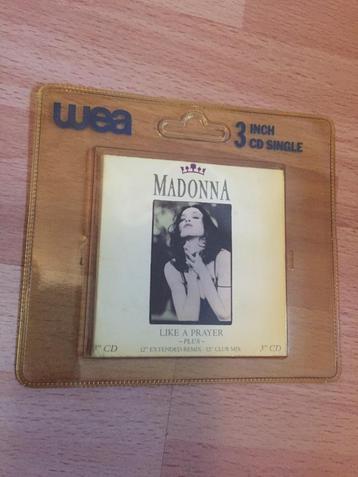 wea
3 INCH
CD SINGLE
MADONNA
LIKE A PRAYER
~PLUS~
12" EXTENDED REMIX · 12" CLUB MIX
3" CD
3" CD